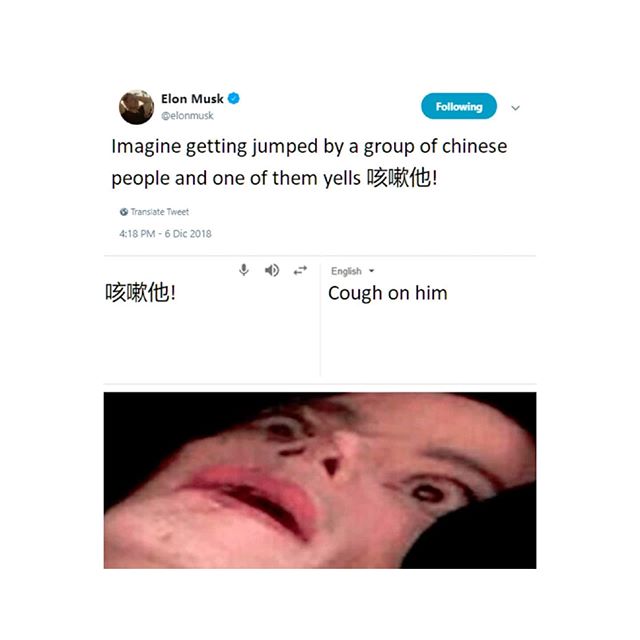 Elon Musk
@elonmusk
Following
Imagine getting jumped by a group of chinese
people and one of them yells 咳嗽他!
Translate Tweet
4:18 PM - 6 Dic 2018
English
咳嗽他!
Cough on him